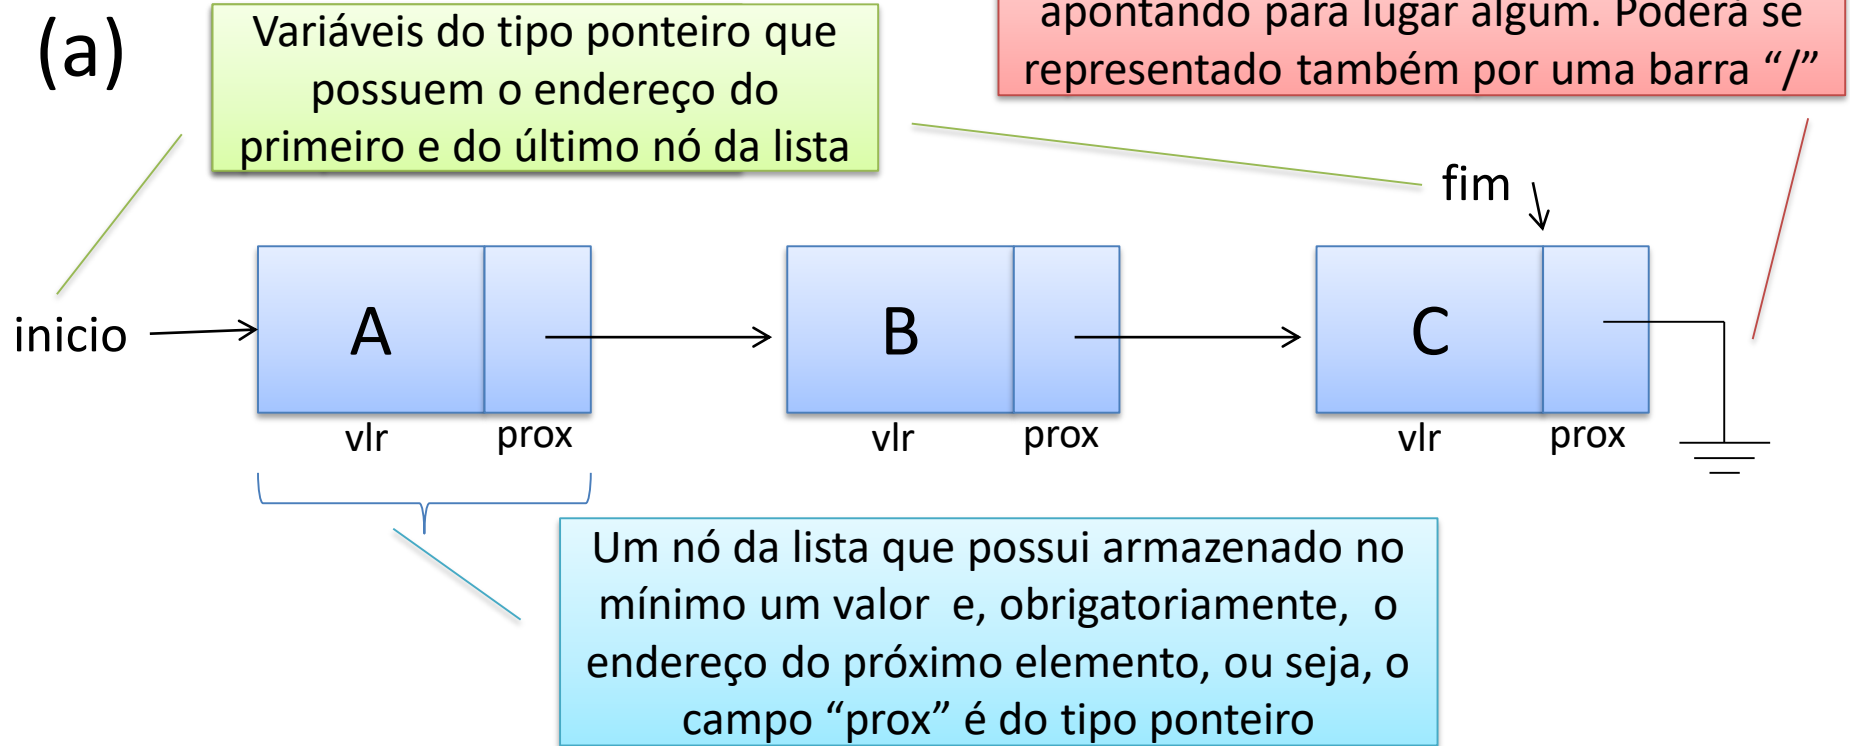 (a)
Variáveis do tipo ponteiro que
possuem o endereço do
primeiro e do último nó da lista
apontando para lugar algum. Poderá se
representado também por uma barra “/”
fim
inicio
A
B
C
vlr prox
vlr prox
vlr prox
Um nó da lista que possui armazenado no
mínimo um valor e, obrigatoriamente, o
endereço do próximo elemento, ou seja, o
campo “prox” é do tipo ponteiro